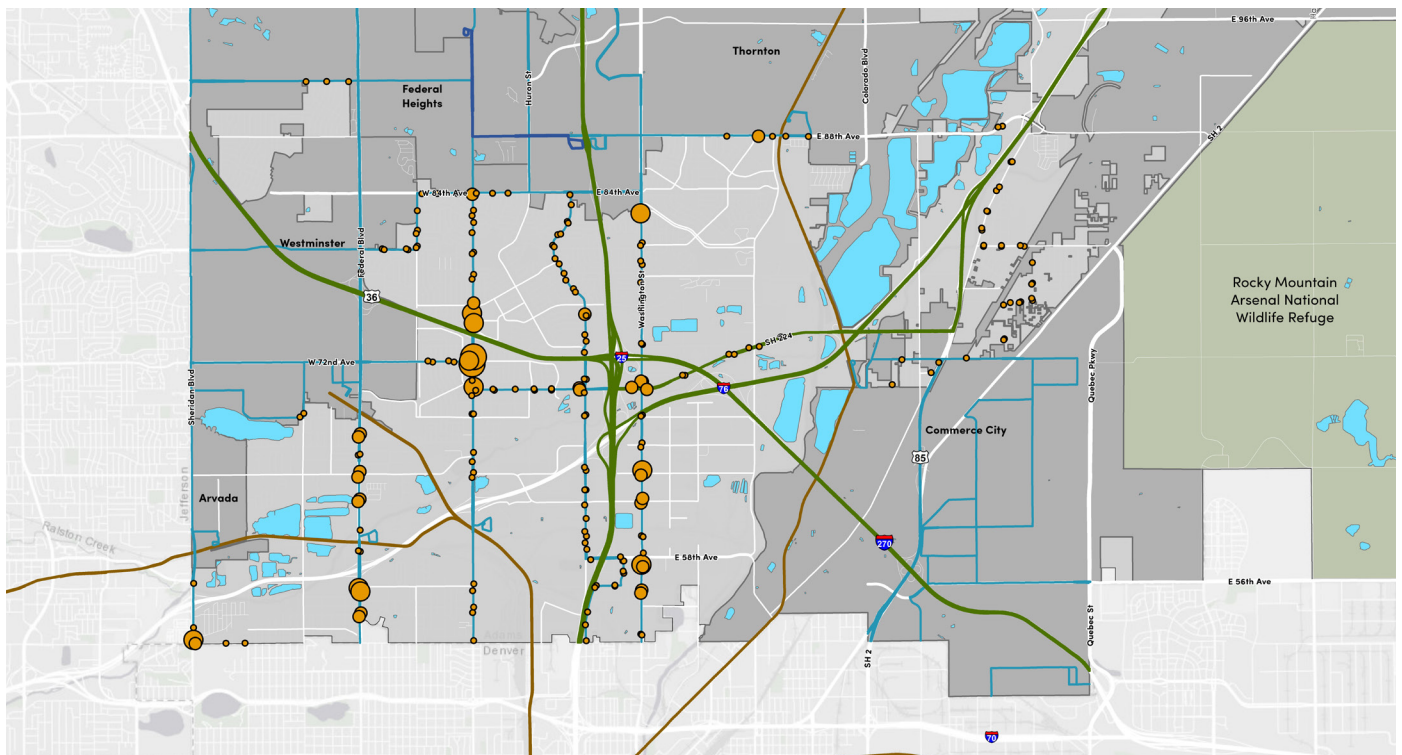 E 96th Ave
Thornton
Federal
Heights
Huron St
Colorado Blvd
E 88th Ave
SH 2
W 84th Ave
E 84th Ave
Westminster
Federal Blvd
36
Washington St
Rocky Mountain
Arsenal National
Wildlife Refuge
SH 224
W 72nd Ave
25
76
Sheridan Blvd
Quebec Pkwy
Commerce City
85
Arvada
Jefferson
Ralston Creek
270
E 58th Ave
E 56th Ave
Adams
Denver
SH 2
Quebec St
70